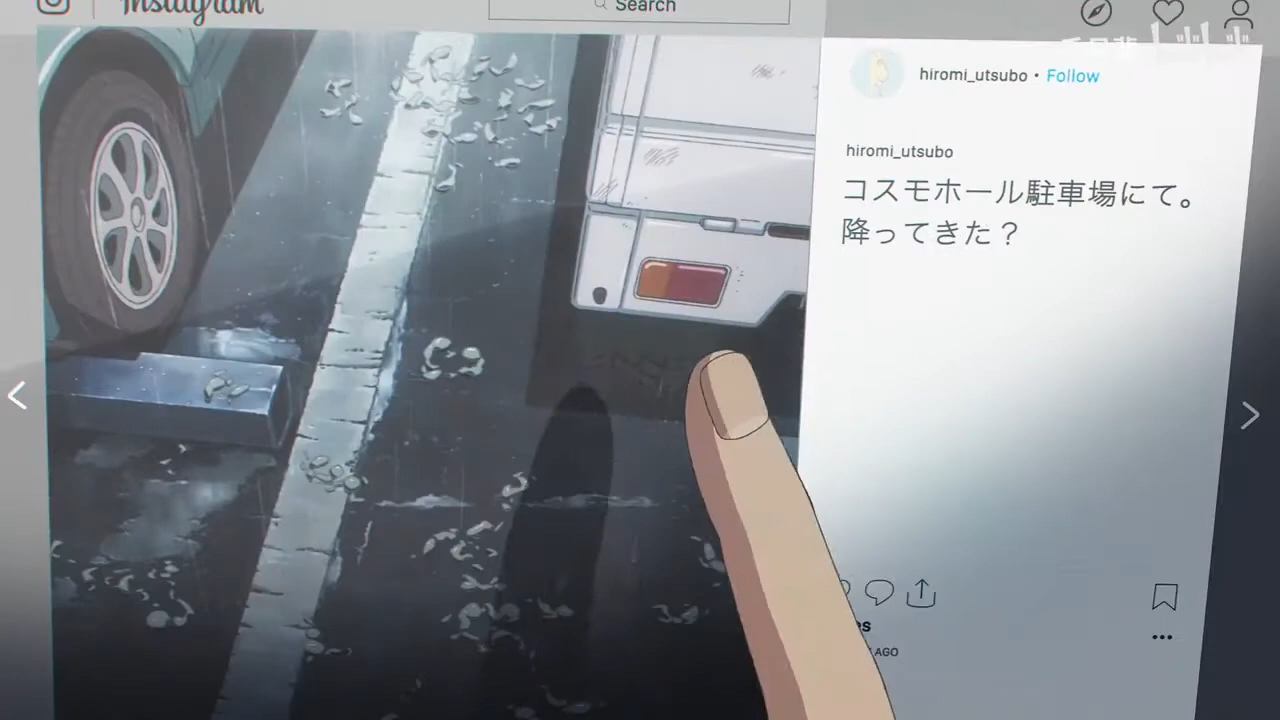 Instagram
Search
hiromi_utsubo • Follow
hiromi_utsubo
コスモホール駐車場にて。
降ってきた？
AGO